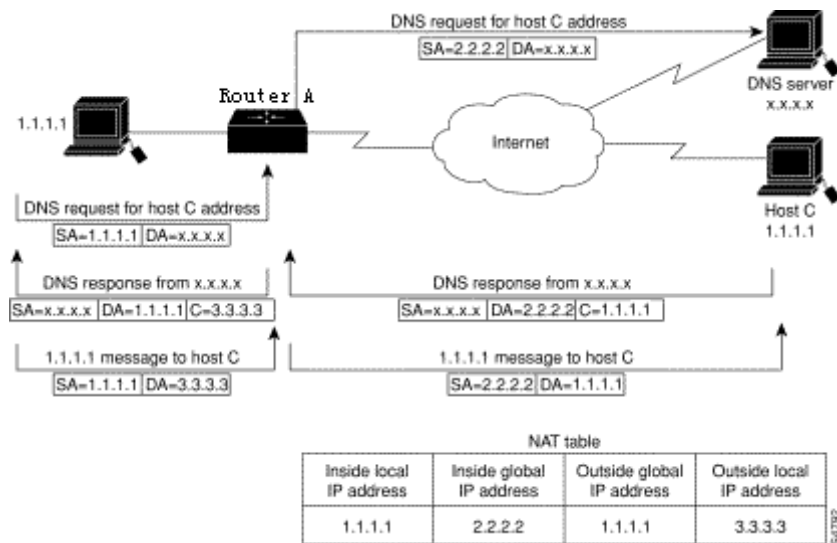 DNS request for host C address
SA=2.2.2.2 DA=x.x.x.x
Router A
DNS server
x.x.x.x
1.1.1.1
Internet
Host C
1.1.1.1
DNS request for host C address
SA=1.1.1.1 DA=x.x.x.x
DNS response from x.x.x.x
SA=x.x.x.x DA=1.1.1.1 C=3.3.3.3
DNS response from x.x.x.x
SA=x.x.x.x DA=2.2.2.2 C=1.1.1.1
1.1.1.1 message to host C
SA=1.1.1.1 DA=3.3.3.3
1.1.1.1 message to host C
SA=2.2.2.2 DA=1.1.1.1
NAT table
Inside local IP address
Inside global IP address
Outside global IP address
Outside local IP address
1.1.1.1 2.2.2.2 1.1.1.1 3.3.3.3